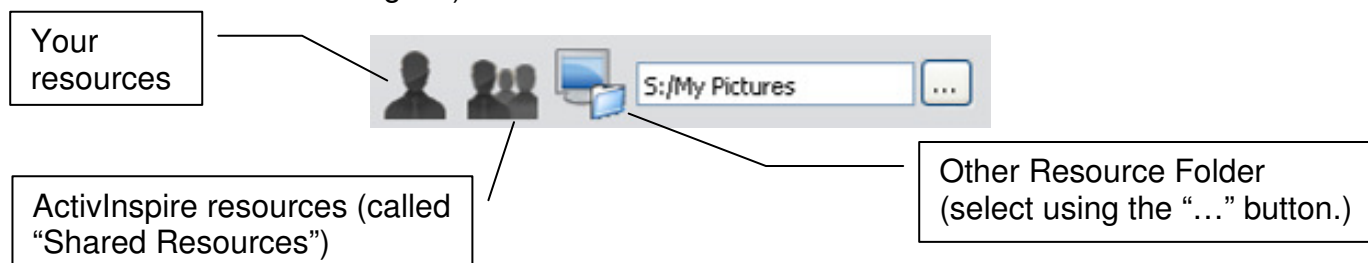 Your
resources
S:/My Pictures
...
ActivInspire resources (called
“Shared Resources”)
Other Resource Folder
(select using the “…” button.)